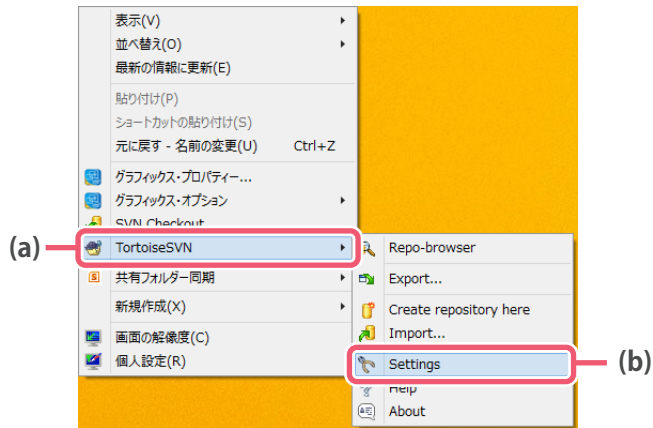 表示(V)
並べ替え(O)
最新の情報に更新(E)
貼り付け(P)
ショートカットの貼り付け(S)
元に戻す - 名前の変更(U) Ctrl+Z
グラフィックス・プロパティー...
グラフィックス・オプション
SVN Checkout
(a)
TortoiseSVN
共有フォルダー同期
新規作成(X)
画面の解像度(C)
個人設定(R)
Repo-browser
Export...
Create repository here
Import...
Settings
(b)
Help
About